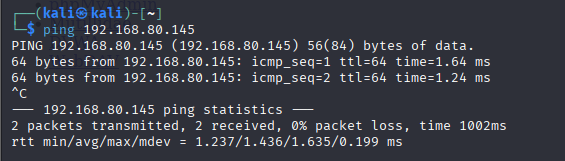 ┌──(kali㉿kali)-[~]
└─$ ping 192.168.80.145
PING 192.168.80.145 (192.168.80.145) 56(84) bytes of data.
64 bytes from 192.168.80.145: icmp_seq=1 ttl=64 time=1.64 ms
64 bytes from 192.168.80.145: icmp_seq=2 ttl=64 time=1.24 ms
^C
--- 192.168.80.145 ping statistics ---
2 packets transmitted, 2 received, 0% packet loss, time 1002ms
rtt min/avg/max/mdev = 1.237/1.436/1.635/0.199 ms